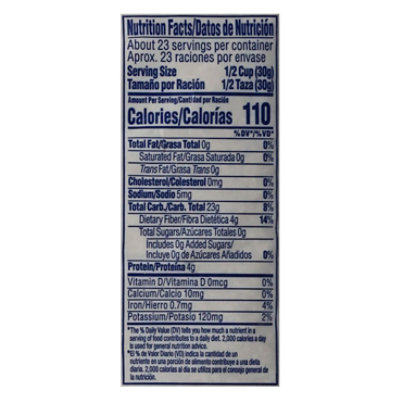 Nutrition Facts/Datos de Nutrición
About 23 servings per container
Aprox. 23 raciones por envase
Serving Size 1/2 Cup (30g)
Tamaño por Ración 1/2 Taza (30g)
Amount Per Serving/Cantidad por Ración
Calories/Calorías 110
%DV*/%VD*
Total Fat/Grasa Total 0g 0%
Saturated Fat/Grasa Saturada 0g 0%
Trans Fat/Grasa Trans 0g
Cholesterol/Colesterol 0mg 0%
Sodium/Sodio 5mg 0%
Total Carb./Carb. Total 23g 8%
Dietary Fiber/Fibra Dietética 4g 14%
Total Sugars/Azúcares Totales 0g
Includes 0g Added Sugars/
Incluye 0g de Azúcares Añadidos 0%
Protein/Proteína 4g
Vitamin D/Vitamina D 0mcg 0%
Calcium/Calcio 10mg 0%
Iron/Hierro 0.7mg 4%
Potassium/Potasio 120mg 2%
*The % Daily Value (DV) tells you how much a nutrient in a
serving of food contributes to a daily diet. 2,000 calories a day
is used for general nutrition advice.
*El % de Valor Diario (VD) indica la cantidad de un
nutriente en una porción de alimento contribuye a una dieta
diaria. 2,000 calorías al día se utiliza para el consejo general
de la nutrición.